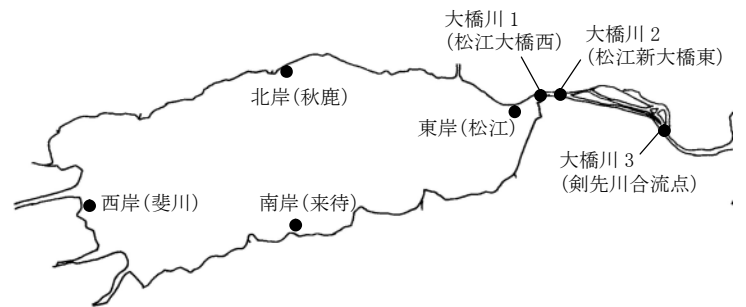 大橋川 1
(松江大橋西)
大橋川 2
(松江新大橋東)
北岸(秋鹿)
東岸(松江)
大橋川 3
(剣先川合流点)
西岸(斐川)
南岸(来待)